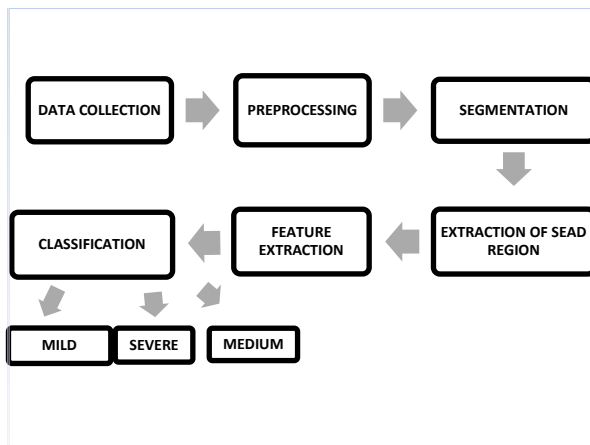 DATA COLLECTION
PREPROCESSING
SEGMENTATION
CLASSIFICATION
FEATURE
EXTRACTION
EXTRACTION OF SEAD
REGION
MILD
SEVERE
MEDIUM